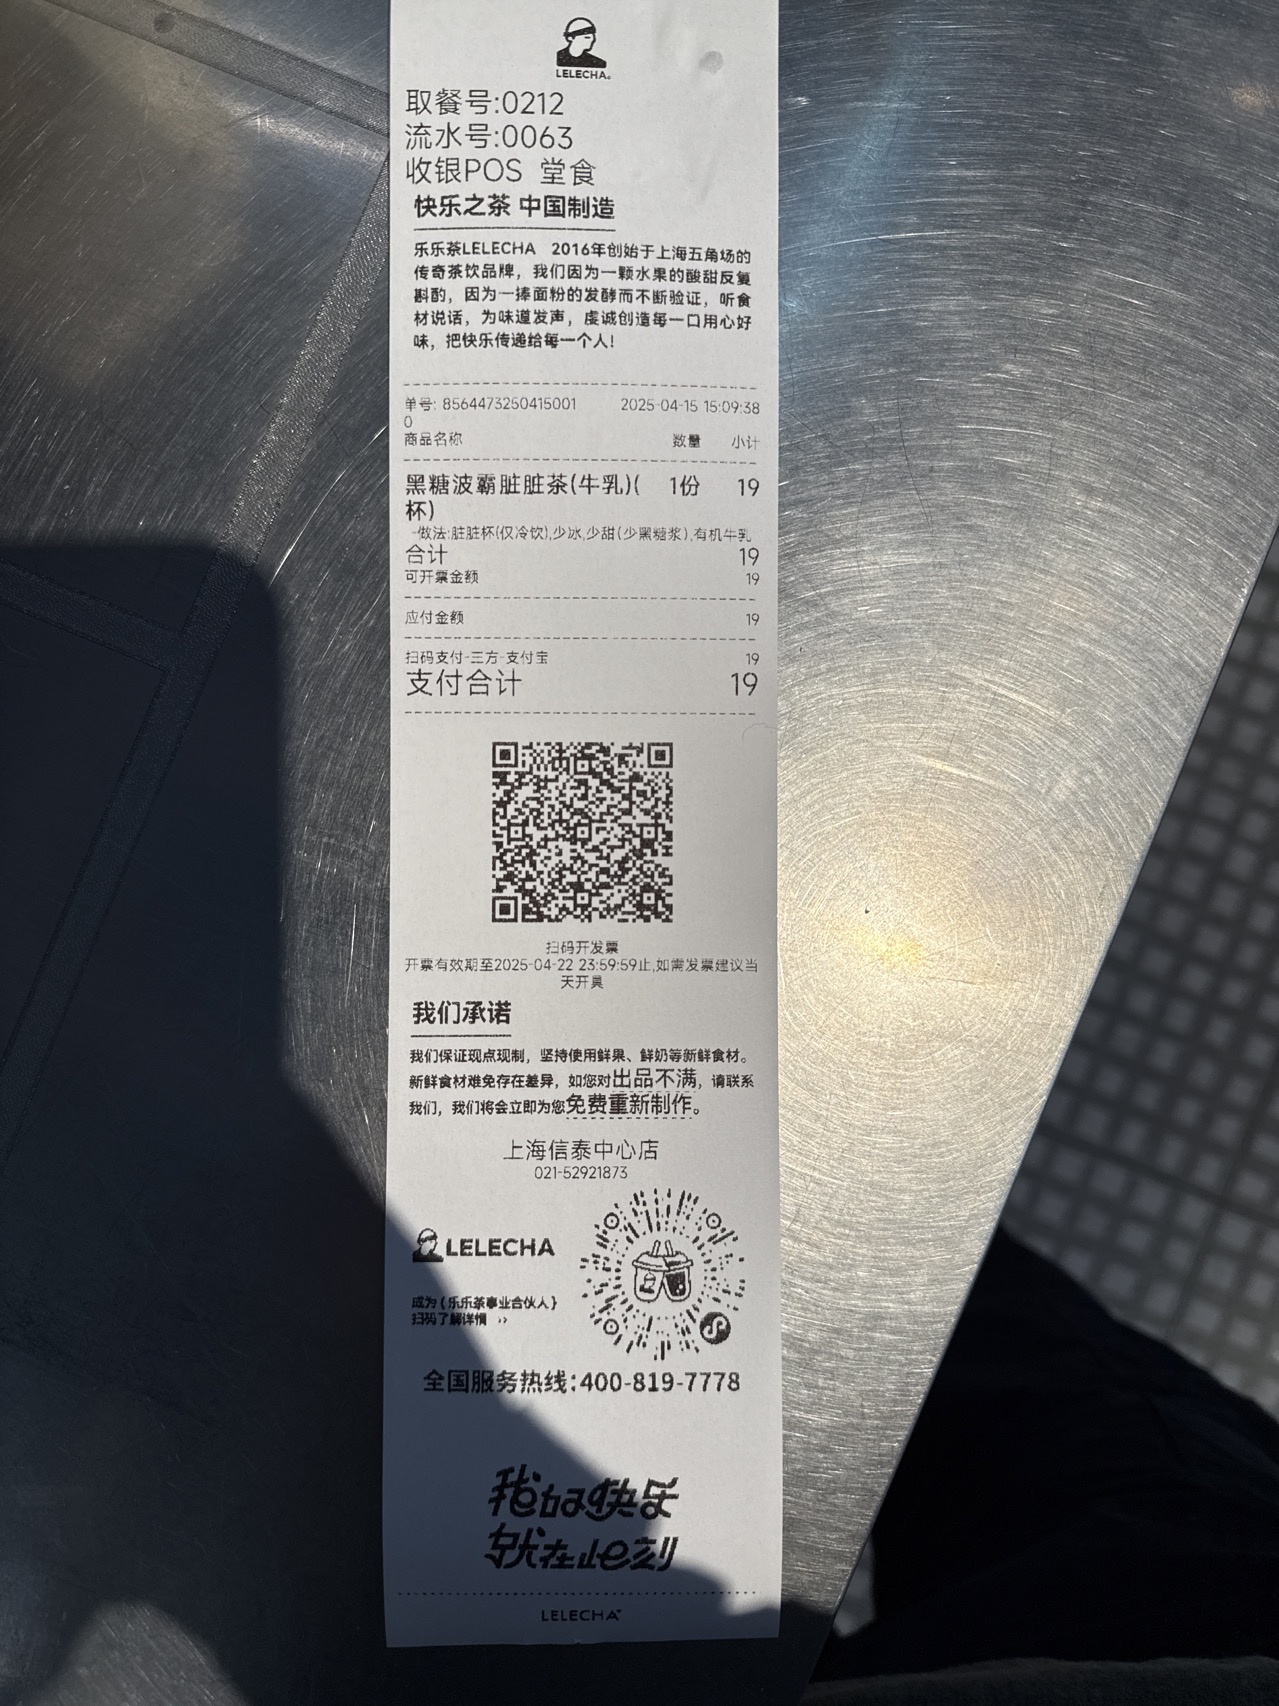 LELECHA
取餐号:0212
流水号:0063
收银POS 堂食
快乐之茶 中国制造
乐乐茶LELECHA 2016年创始于上海五角场的
传奇茶饮品牌，我们因为一颗水果的酸甜反复
斟酌，因为一捧面粉的发酵而不断验证，听食
材说话，为味道发声，虔诚创造每一口用心好
味，把快乐传递给每一个人!
单号: 8564473250415001 2025-04-15 15:09:38
0
商品名称 数量 小计
黑糖波霸脏脏茶(牛乳)( 1份 19
杯)
-做法:脏脏杯(仅冷饮),少冰,少甜(少黑糖浆),有机牛乳
合计 19
可开票金额 19
应付金额 19
扫码支付-三方-支付宝 19
支付合计 19
扫码开发票
开票有效期至2025-04-22 23:59:59止,如需发票建议当
天开具
我们承诺
我们保证现点现制，坚持使用鲜果、鲜奶等新鲜食材。
新鲜食材难免存在差异，如您对出品不满，请联系
我们，我们将会立即为您免费重新制作。
上海信泰中心店
021-52921873
LELECHA
成为{乐乐茶事业合伙人}
扫码了解详情 >>
全国服务热线:400-819-7778
我的快乐
就在此刻
LELECHA